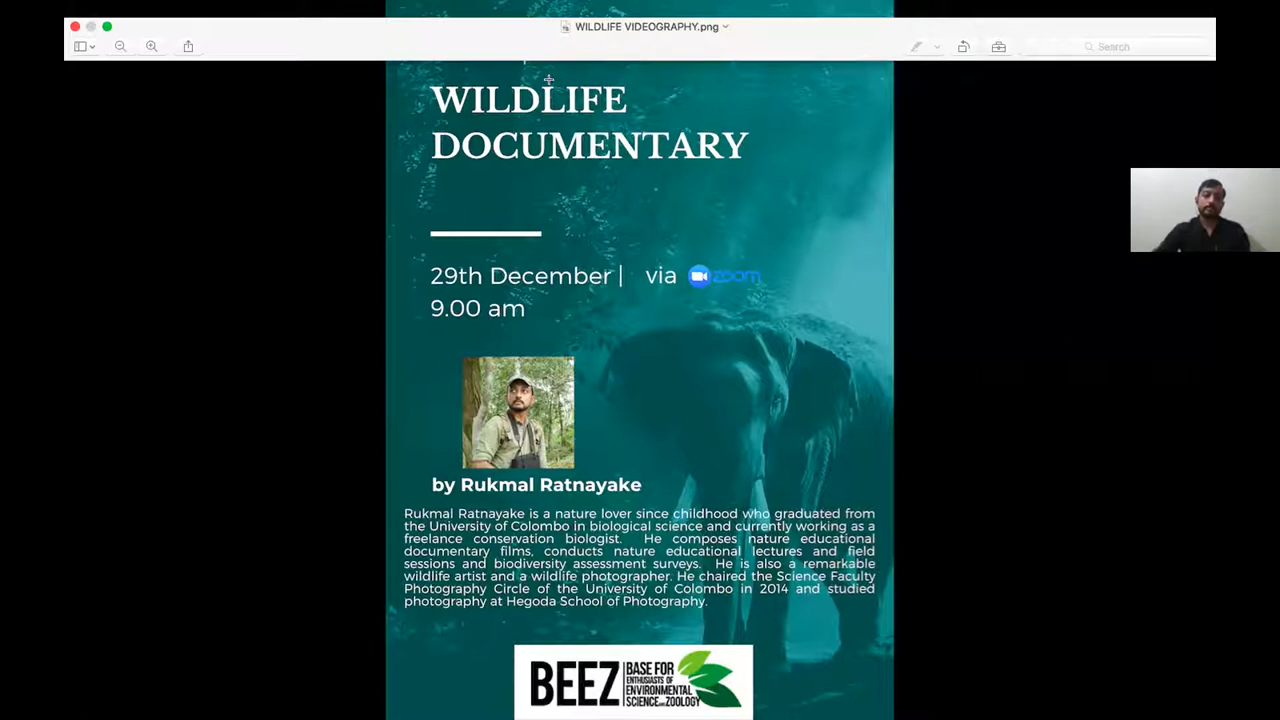 WILDLIFE VIDEOGRAPHY.png
Search
WILDLIFE
DOCUMENTARY
29th December | via zoom
9.00 am
by Rukmal Ratnayake
Rukmal Ratnayake is a nature lover since childhood who graduated from
the University of Colombo in biological science and currently working as a
freelance conservation biologist. He composes nature educational
documentary films, conducts nature educational lectures and field
sessions and biodiversity assessment surveys. He is also a remarkable
wildlife artist and a wildlife photographer. He chaired the Science Faculty
Photography Circle of the University of Colombo in 2014 and studied
photography at Hegoda School of Photography.
BEEZ
BASE FOR
ENTHUSIASTS OF
ENVIRONMENTAL
SCIENCE AND ZOOLOGY